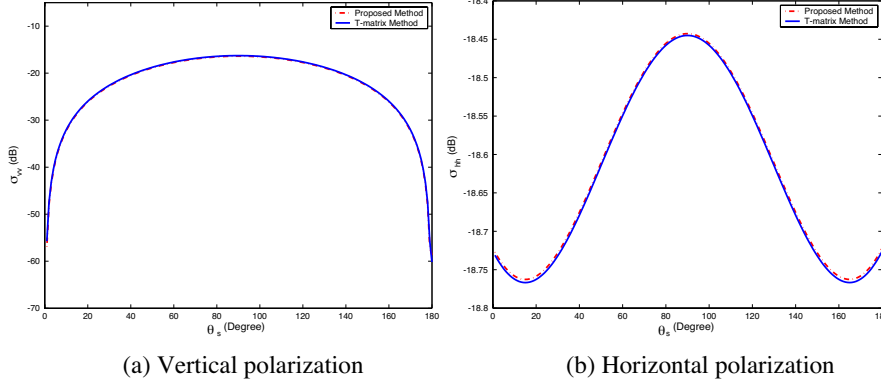 Proposed Method
T-matrix Method
-10
-20
-30
-40
-50
-60
-70
σvv (dB)
0 20 40 60 80 100 120 140 160 180
θs (Degree)
(a) Vertical polarization
Proposed Method
T-matrix Method
-18.4
-18.45
-18.5
-18.55
-18.6
-18.65
-18.7
-18.75
-18.8
σhh (dB)
0 20 40 60 80 100 120 140 160 180
θs (Degree)
(b) Horizontal polarization